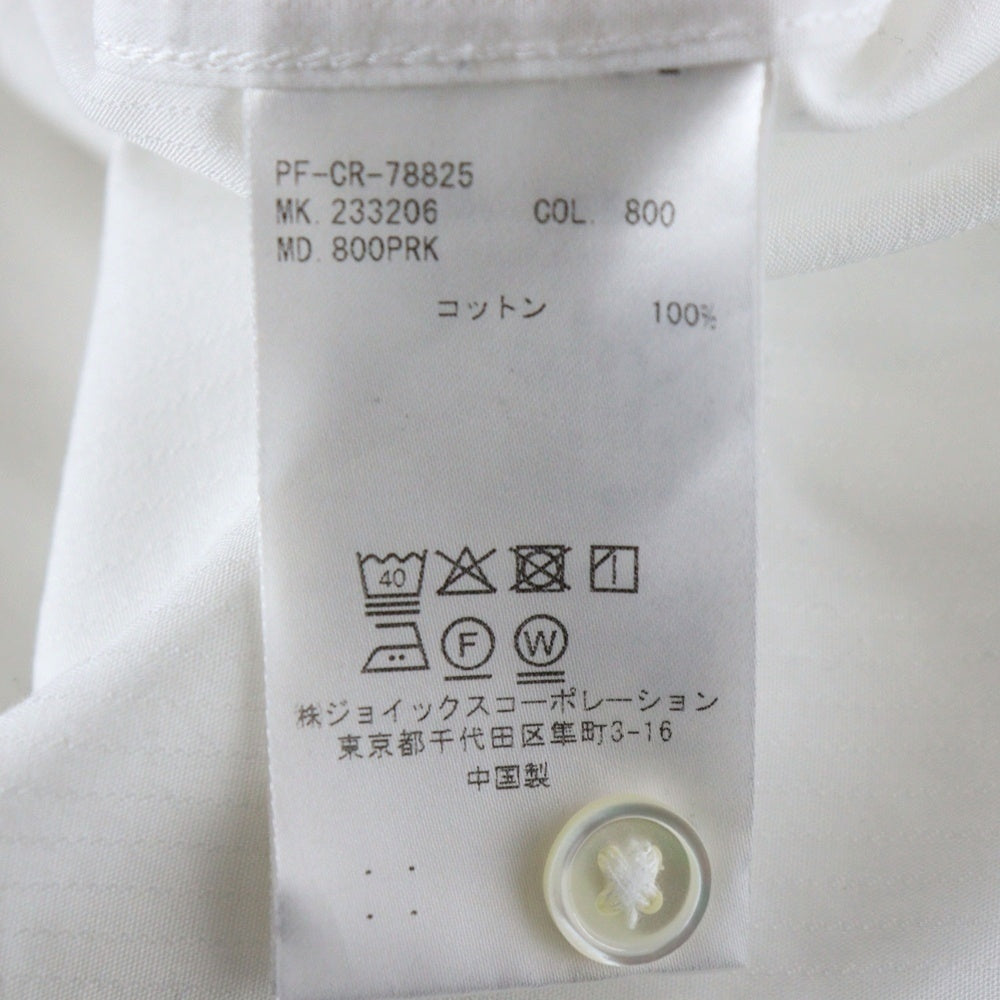 PF-CR-78825
MK. 233206 COL. 800
MD. 800PRK
コットン 100%
40
F W
㈱ジョイックスコーポレーション
東京都千代田区隼町3-16
中国製